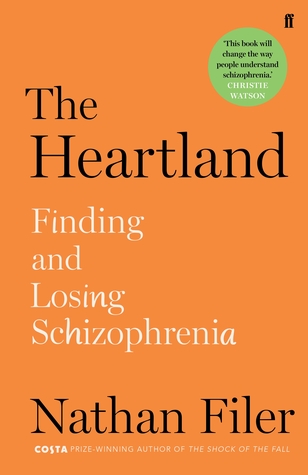 ff
'This book will
change the way
people understand
schizophrenia.'
CHRISTIE
WATSON
The
Heartland
Finding
and
Losing
Schizophrenia
Nathan Filer
COSTA PRIZE-WINNING AUTHOR OF THE SHOCK OF THE FALL